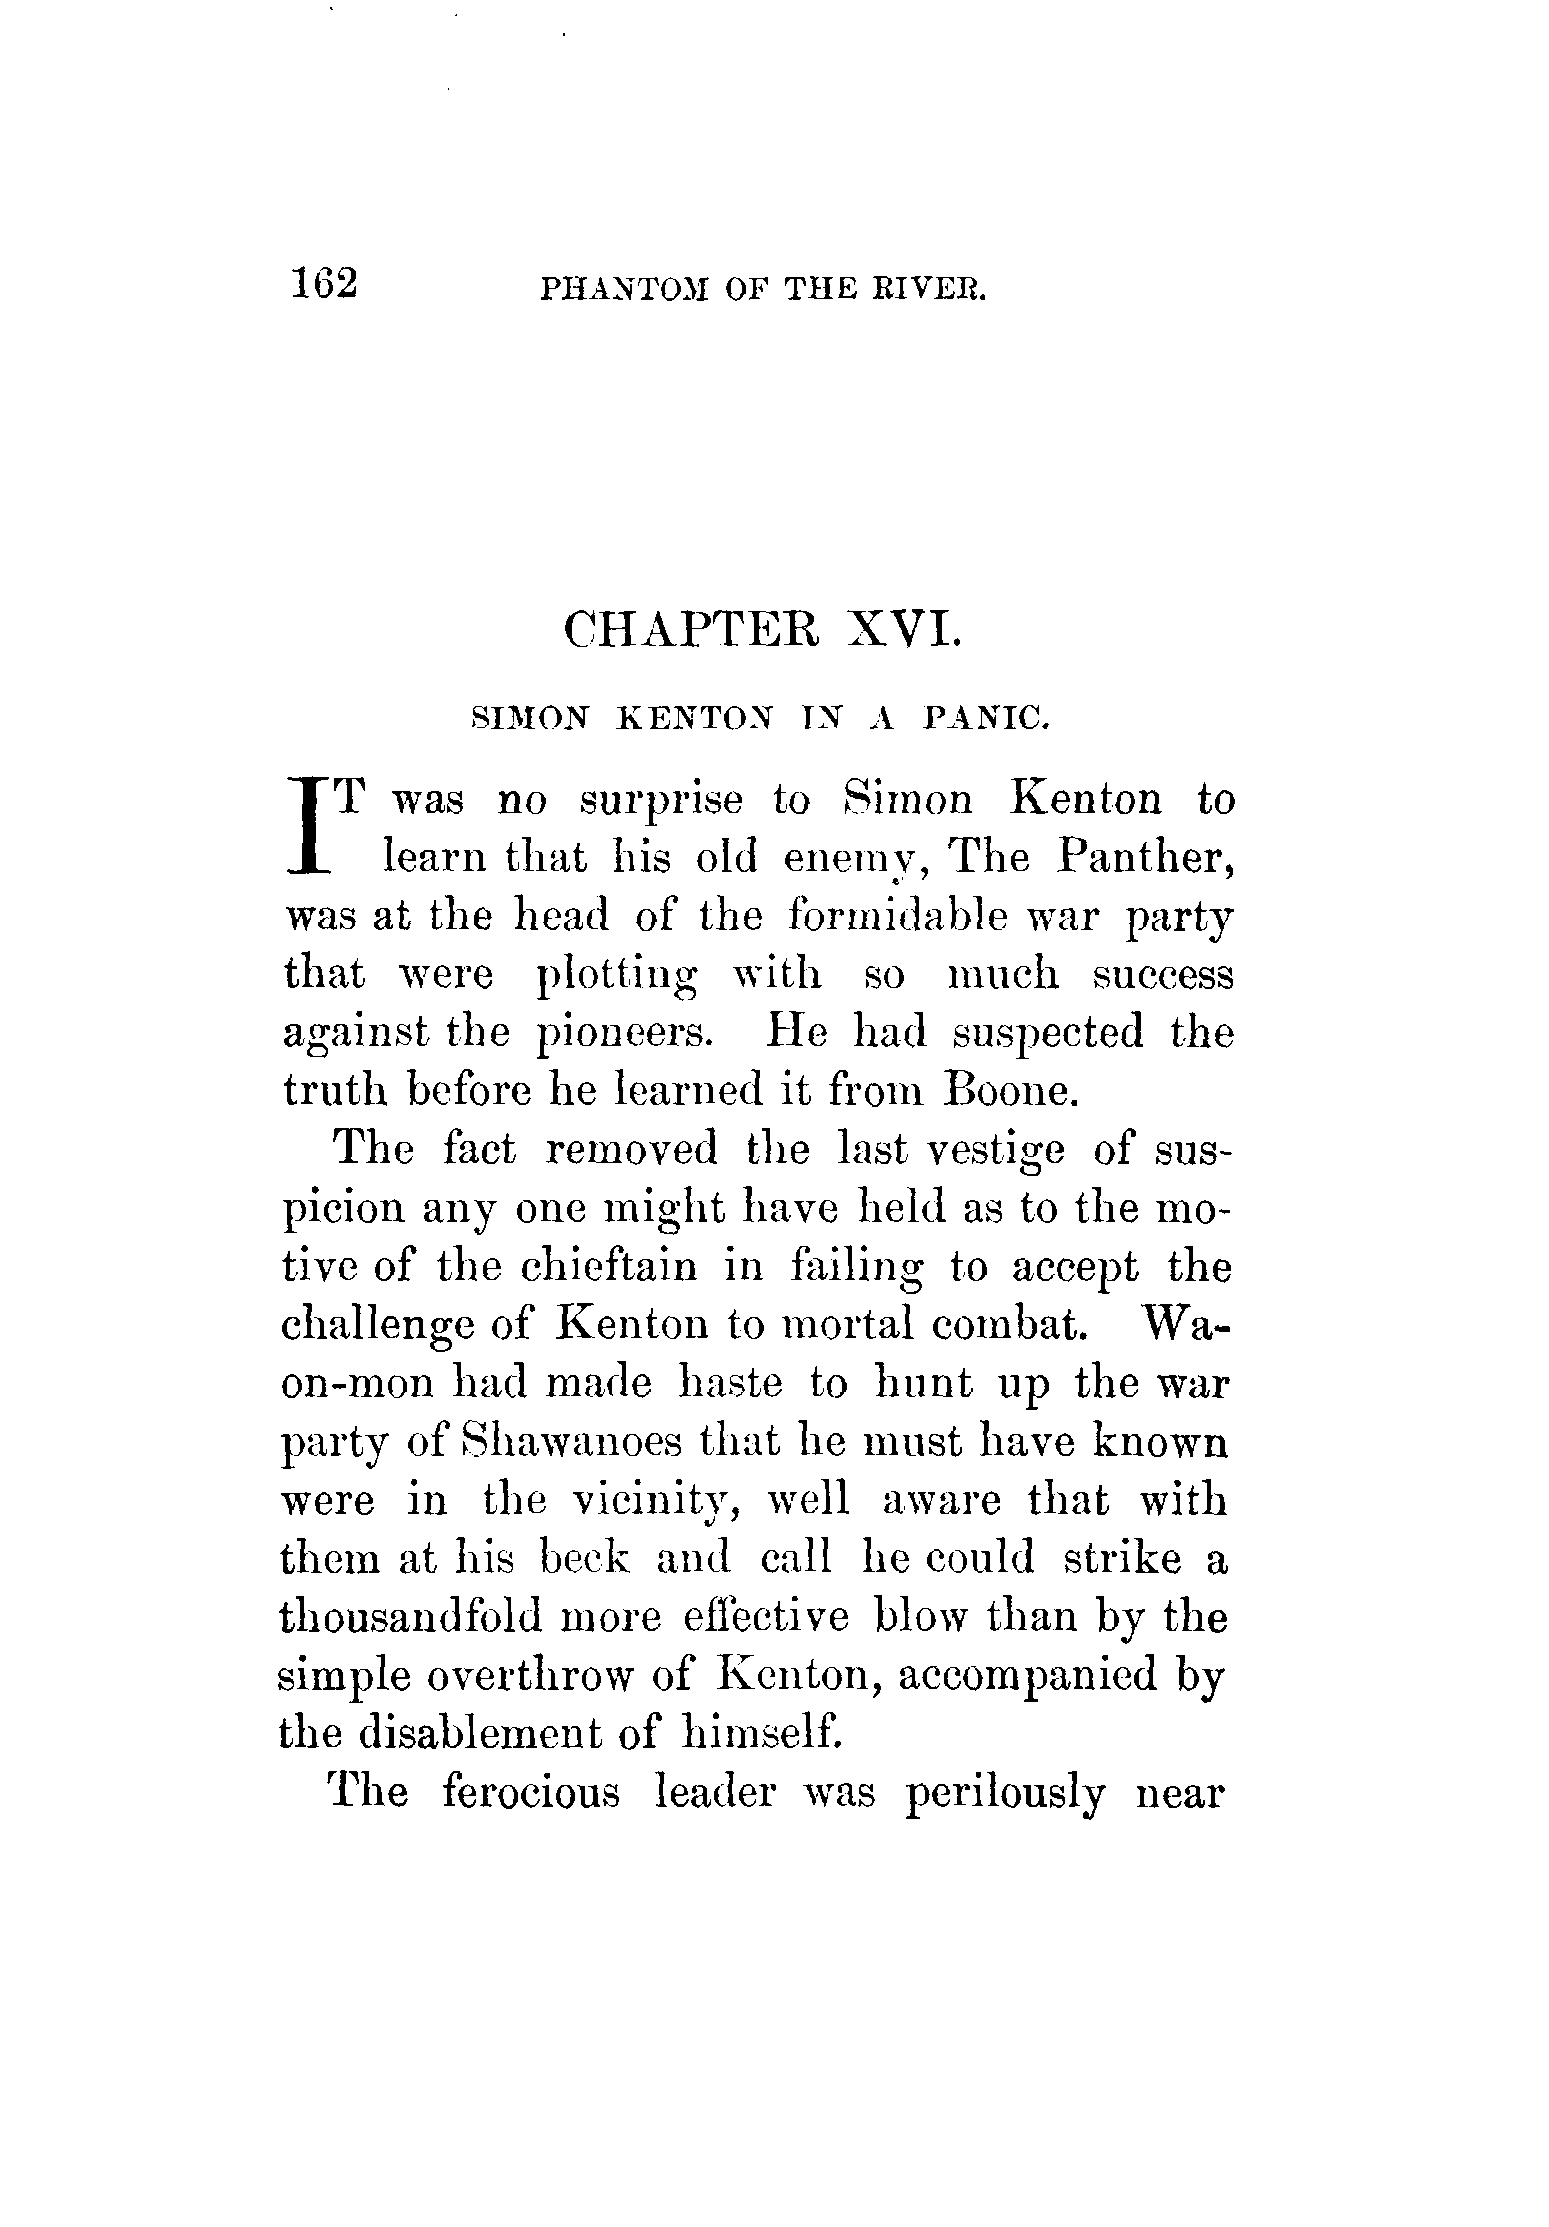 162 PHANTOM OF THE RIVER.
CHAPTER XVI.
SIMON KENTON IN A PANIC.
IT was no surprise to Simon Kenton to
learn that his old enemy, The Panther,
was at the head of the formidable war party
that were plotting with so much success
against the pioneers. He had suspected the
truth before he learned it from Boone.
The fact removed the last vestige of sus-
picion any one might have held as to the mo-
tive of the chieftain in failing to accept the
challenge of Kenton to mortal combat. Wa-
on-mon had made haste to hunt up the war
party of Shawanoes that he must have known
were in the vicinity, well aware that with
them at his beck and call he could strike a
thousandfold more effective blow than by the
simple overthrow of Kenton, accompanied by
the disablement of himself.
The ferocious leader was perilously near